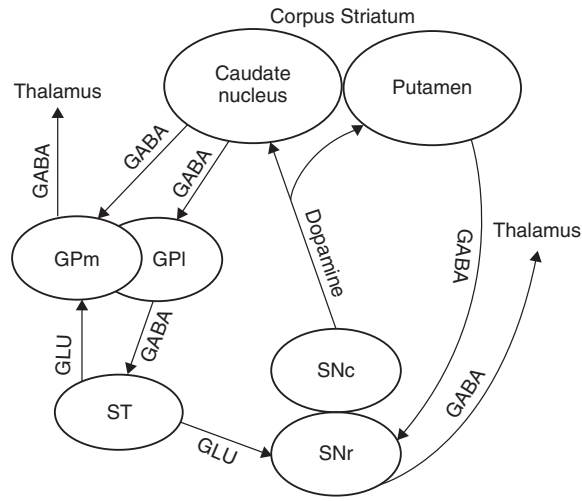 Corpus Striatum
Caudate
nucleus
Putamen
Thalamus
GABA
GABA
GABA
GPm
GPl
Dopamine
GABA
Thalamus
GLU
GABA
SNc
GABA
ST
GLU
SNr